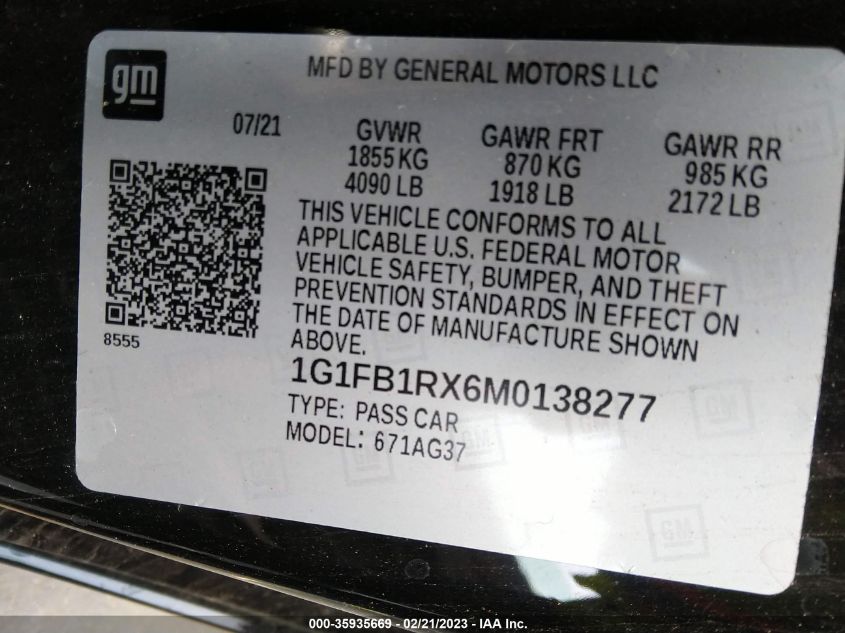 gm
MFD BY GENERAL MOTORS LLC
07/21
GVWR
1855 KG
4090 LB
GAWR FRT
870 KG
1918 LB
GAWR RR
985 KG
2172 LB
8555
THIS VEHICLE CONFORMS TO ALL
APPLICABLE U.S. FEDERAL MOTOR
VEHICLE SAFETY, BUMPER, AND THEFT
PREVENTION STANDARDS IN EFFECT ON
THE DATE OF MANUFACTURE SHOWN
ABOVE.
1G1FB1RX6M0138277
TYPE: PASS CAR
MODEL: 671AG37
GM
GM
GM
000-35935669 - 02/21/2023 - IAA Inc.